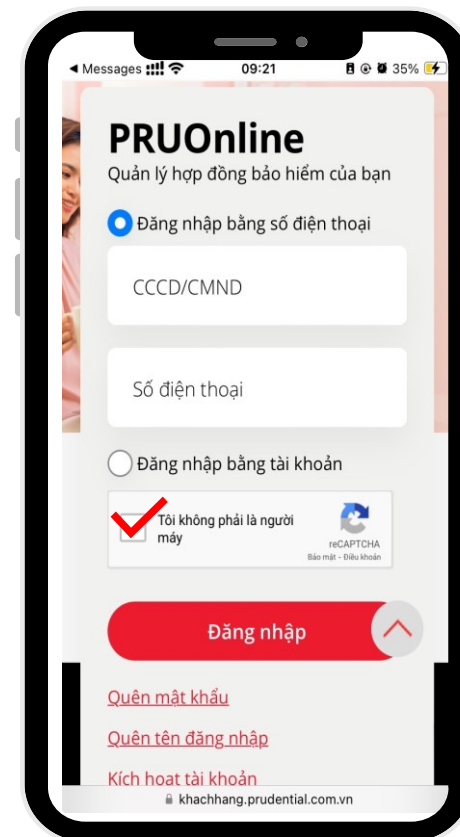 Messages 09:21 35%
PRUOnline
Quản lý hợp đồng bảo hiểm của bạn
Đăng nhập bằng số điện thoại
CCCD/CMND
Số điện thoại
Đăng nhập bằng tài khoản
Tôi không phải là người
máy
reCAPTCHA
Bảo mật - Điều khoản
Đăng nhập
Quên mật khẩu
Quên tên đăng nhập
Kích hoạt tài khoản
khachhang.prudential.com.vn